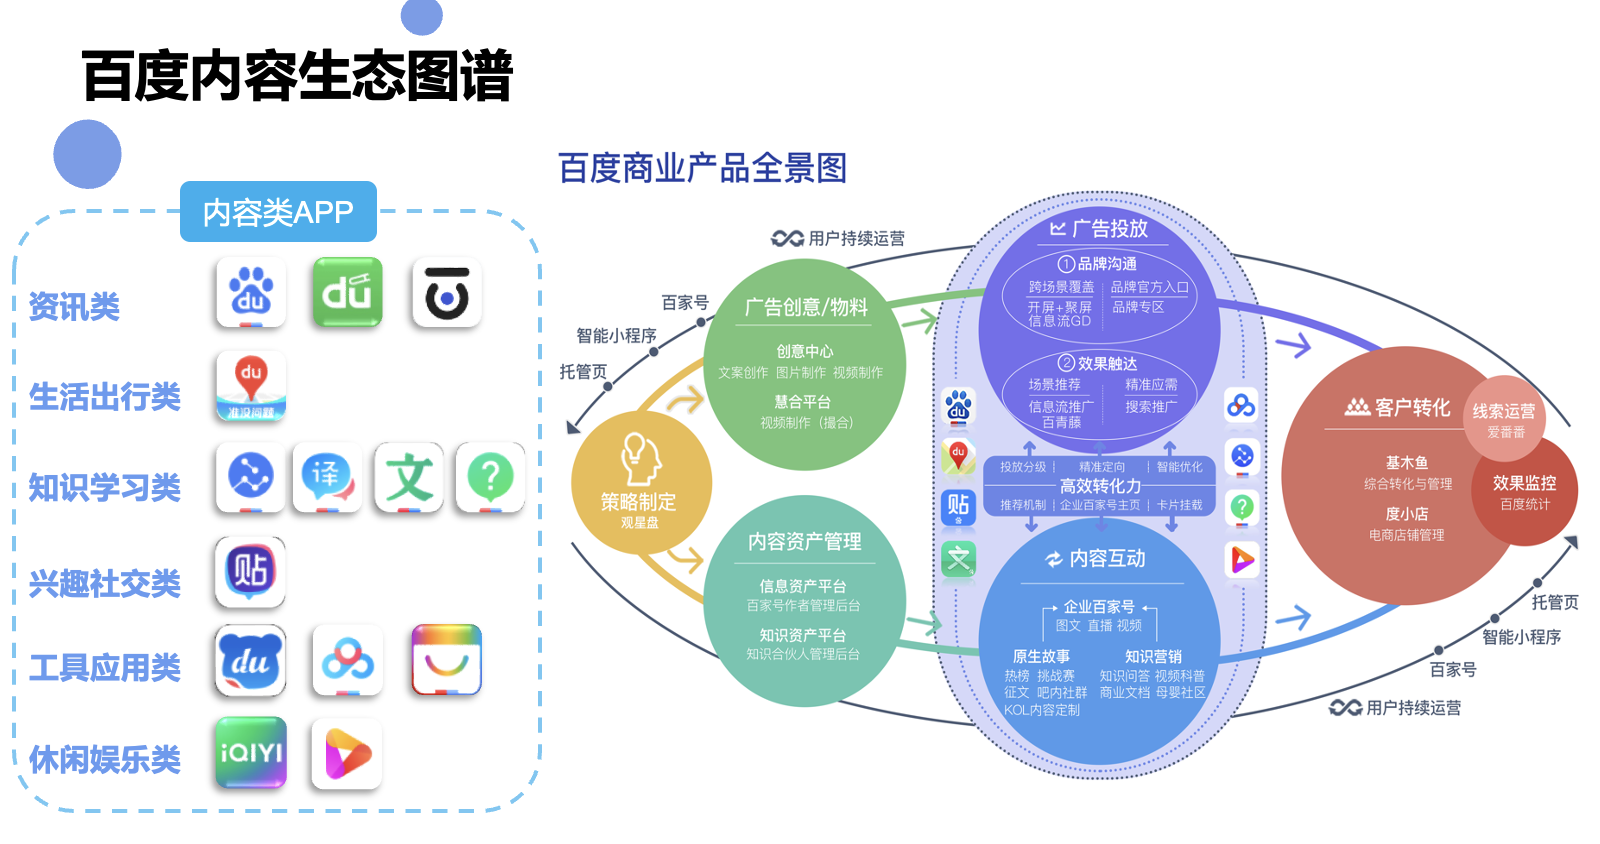 百度内容生态图谱
内容类APP
资讯类
du
du
生活出行类
du
准没问题
知识学习类
译
文
?
兴趣社交类
贴
工具应用类
du
休闲娱乐类
iQIYI
百度商业产品全景图
用户持续运营
百家号
智能小程序
托管页
策略制定
观星盘
广告创意/物料
创意中心
文案创作 图片制作 视频制作
慧合平台
视频制作（撮合）
内容资产管理
信息资产平台
百家号作者管理后台
知识资产平台
知识合伙人管理后台
广告投放
①品牌沟通
跨场景覆盖 品牌官方入口
开屏+聚屏 品牌专区
信息流GD
②效果触达
场景推荐 精准应需
信息流推广 搜索推广
百青藤
投放分级 | 精准定向 | 智能优化
高效转化力
推荐机制 | 企业百家号主页 | 卡片挂载
内容互动
企业百家号
图文 直播 视频
原生故事 知识营销
热榜 挑战赛 知识问答 视频科普
征文 吧内社群 商业文档 母婴社区
KOL内容定制
du
du
贴
文
?
客户转化
基木鱼
综合转化与管理
度小店
电商店铺管理
线索运营
爱番番
效果监控
百度统计
托管页
智能小程序
百家号
用户持续运营